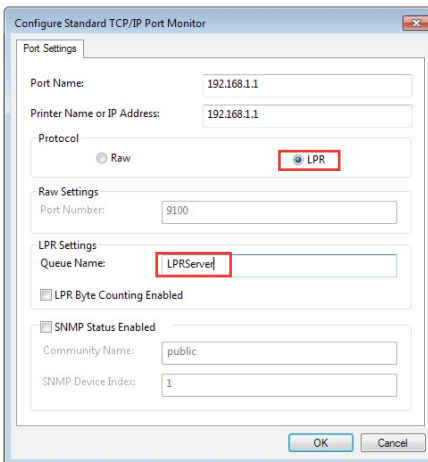 Configure Standard TCP/IP Port Monitor
Port Settings
Port Name: 192.168.1.1
Printer Name or IP Address: 192.168.1.1
Protocol
Raw LPR
Raw Settings
Port Number: 9100
LPR Settings
Queue Name: LPRServer
LPR Byte Counting Enabled
SNMP Status Enabled
Community Name: public
SNMP Device Index: 1
OK Cancel